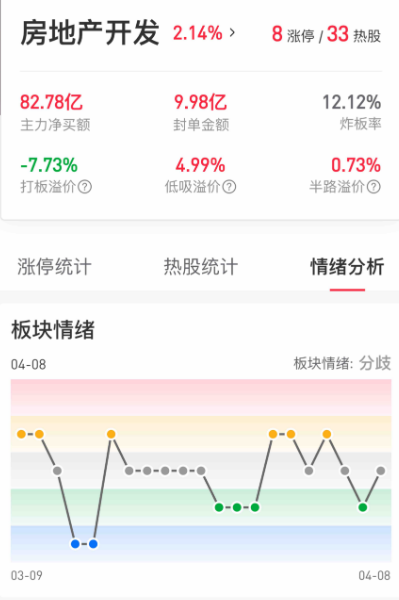 房地产开发 2.14% > 8 涨停 / 33 热股
82.78亿 9.98亿 12.12%
主力净买额 封单金额 炸板率
-7.73% 4.99% 0.73%
打板溢价? 低吸溢价? 半路溢价?
涨停统计 热股统计 情绪分析
板块情绪
04-08 板块情绪: 分歧
03-09 04-08